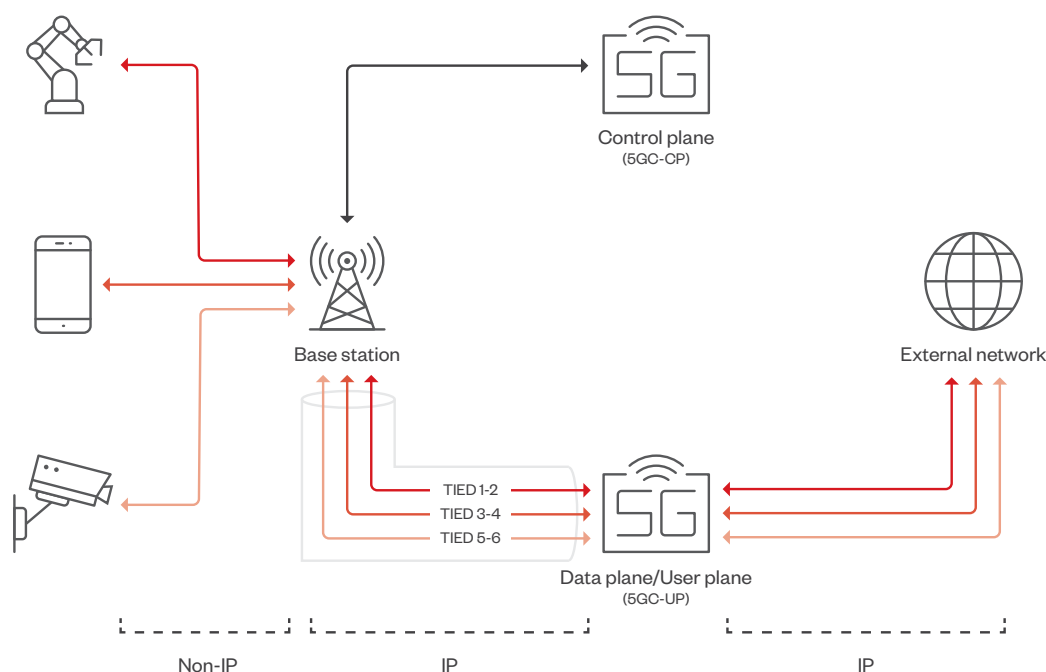 5G
Control plane
(5GC-CP)
Base station
External network
TIED 1-2
TIED 3-4
TIED 5-6
5G
Data plane/User plane
(5GC-UP)
Non-IP
IP
IP